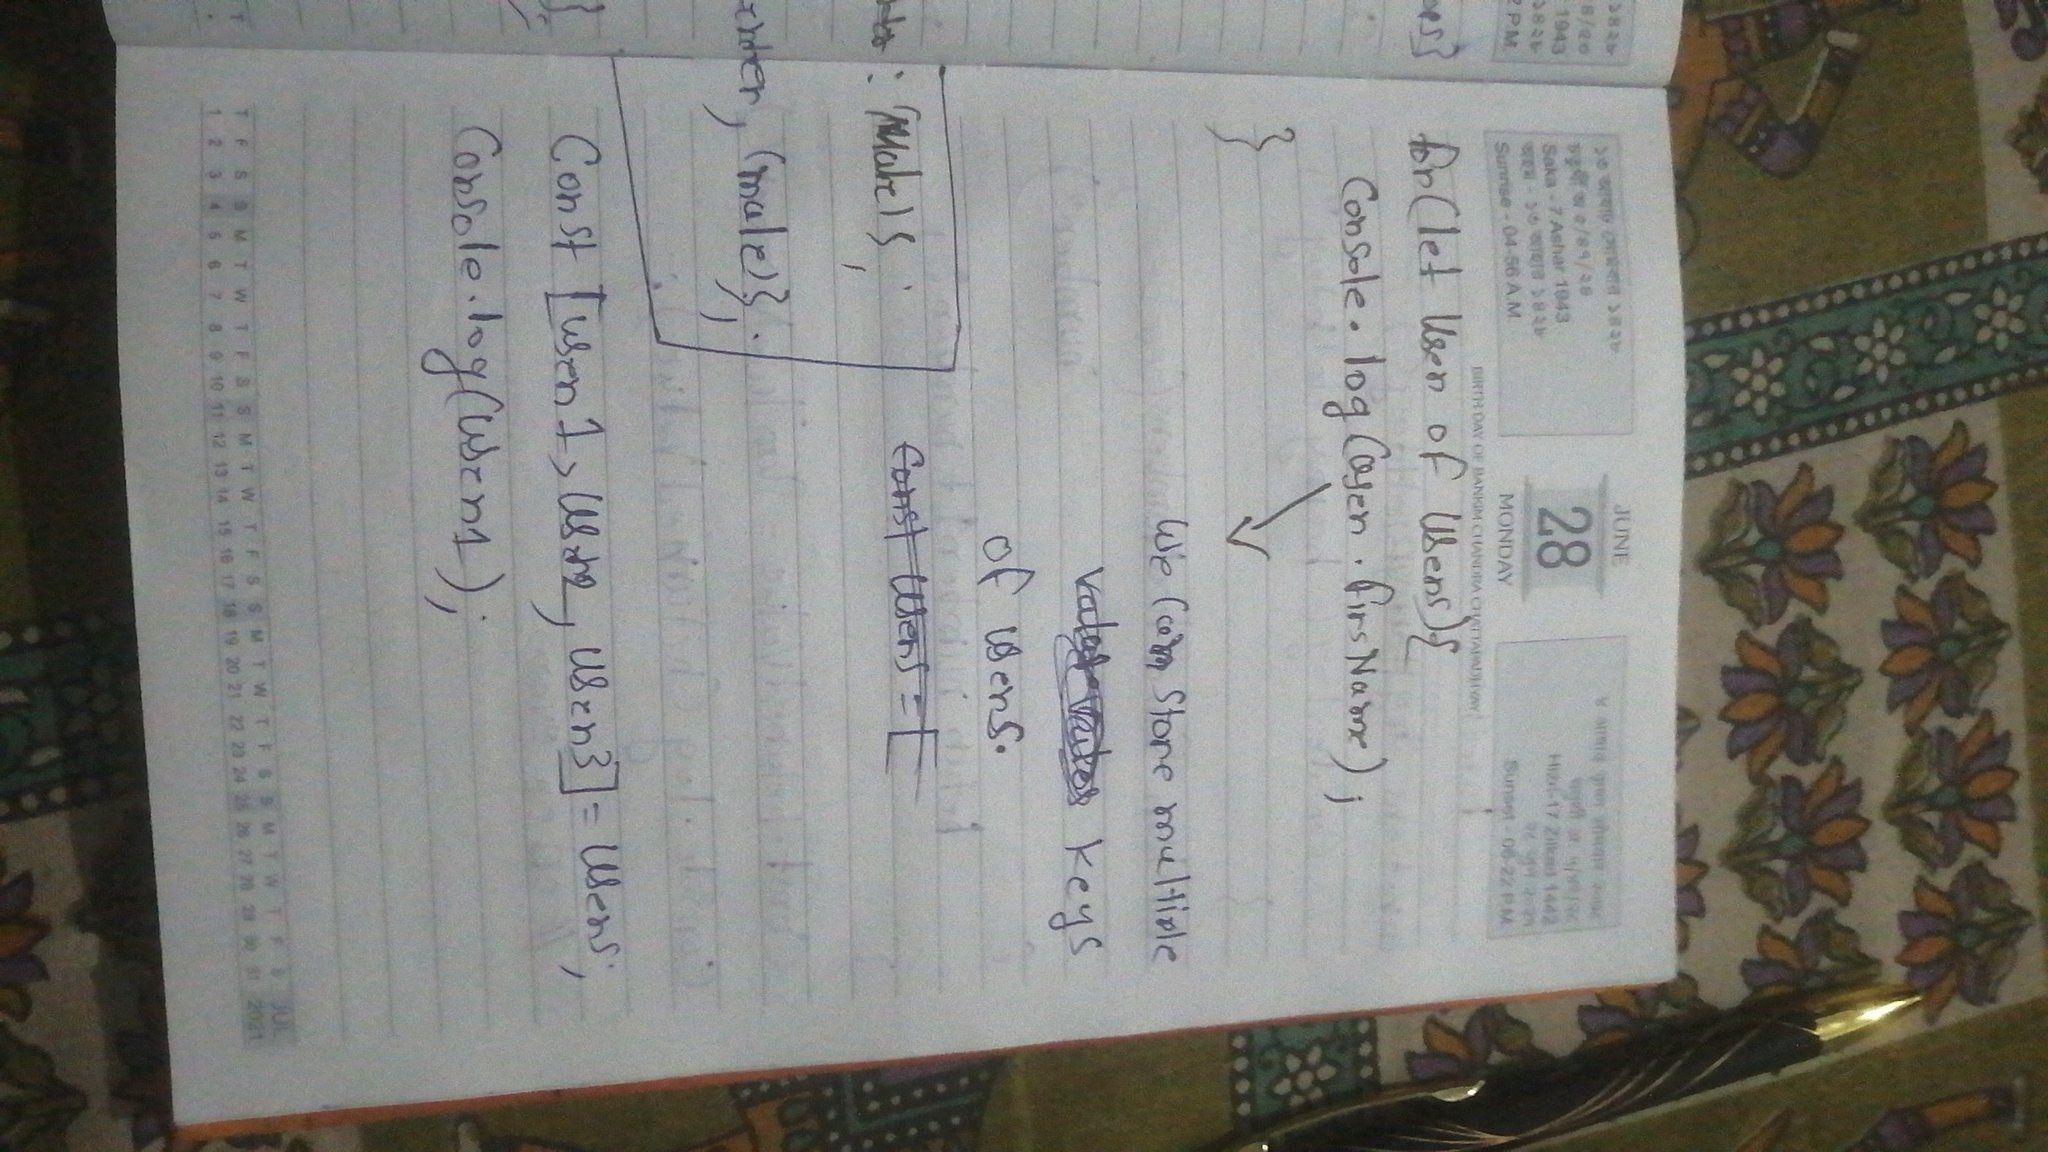 JUNE
28
MONDAY
Saka - 7 Ashar 1943
Sunrise - 04-56 A.M.
Hijri-17 Zilkad 1442
Sunset - 06-22 P.M.
BIRTH DAY OF BANKIM CHANDRA CHATTAPADHYAY
for(let user of users){
Console.log(user.firsName);
}
We can store multiple
keys
of users.
: "Male"},
const users = [
, "male"}, .
Const [user1, user2, user3] = users;
Console.log(user1);
T F S S M T W T F S S M T W T F S S M T W T F S S M T W T F S JUL
1 2 3 4 5 6 7 8 9 10 11 12 13 14 15 16 17 18 19 20 21 22 23 24 25 26 27 28 29 30 31 2021